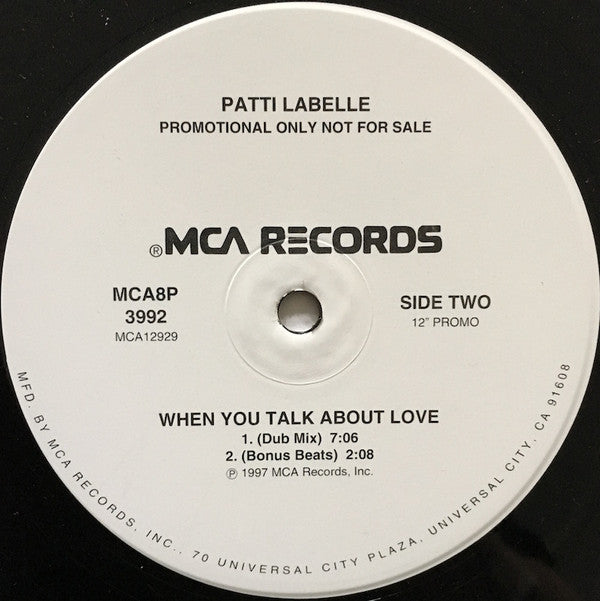 PATTI LABELLE
PROMOTIONAL ONLY NOT FOR SALE
®MCA RECORDS
MCA8P
3992
MCA12929
SIDE TWO
12" PROMO
WHEN YOU TALK ABOUT LOVE
1. (Dub Mix) 7:06
2. (Bonus Beats) 2:08
℗ 1997 MCA Records, Inc.
MFD. BY MCA RECORDS, INC., 70 UNIVERSAL CITY PLAZA, UNIVERSAL CITY, CA 91608